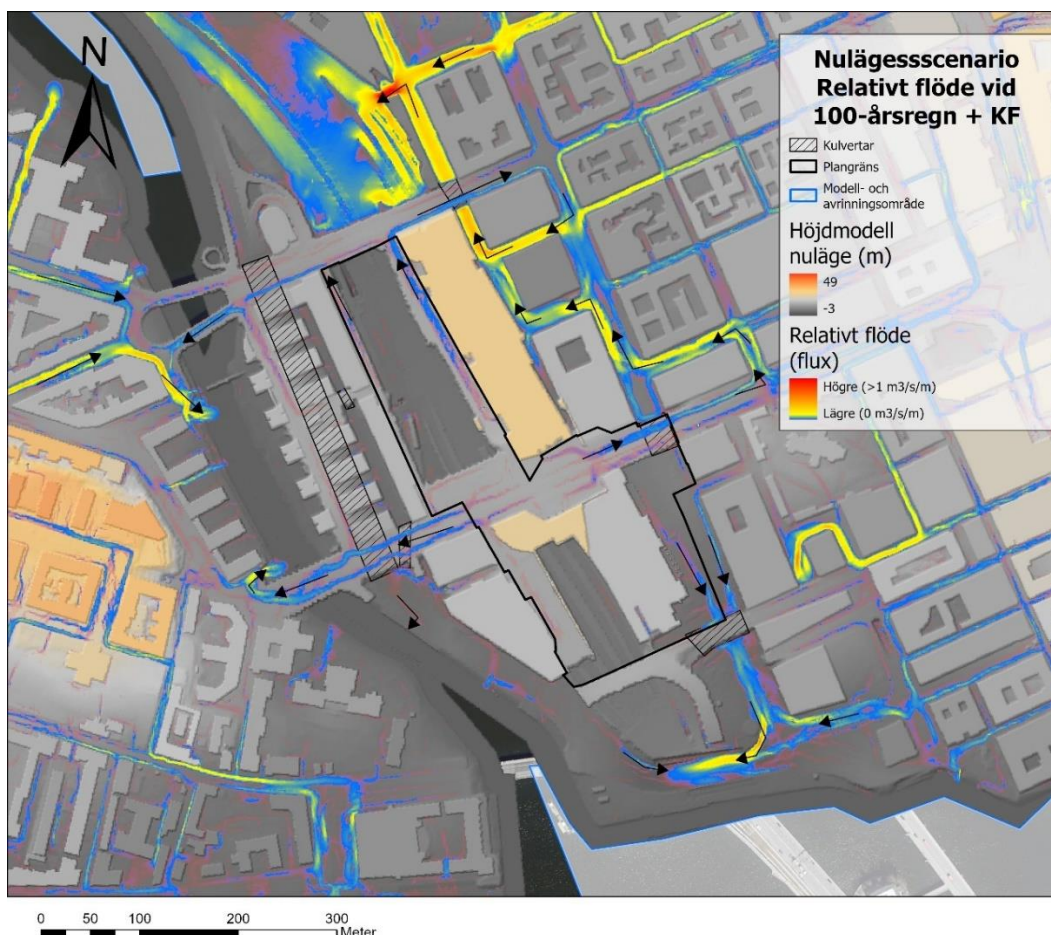 N
Nulägessscenario
Relativt flöde vid
100-årsregn + KF
Kulvertar
Plangräns
Modell- och
avrinningsområde
Höjdmodell
nuläge (m)
49
-3
Relativt flöde
(flux)
Högre (>1 m3/s/m)
Lägre (0 m3/s/m)
0 50 100 200 300
Meter